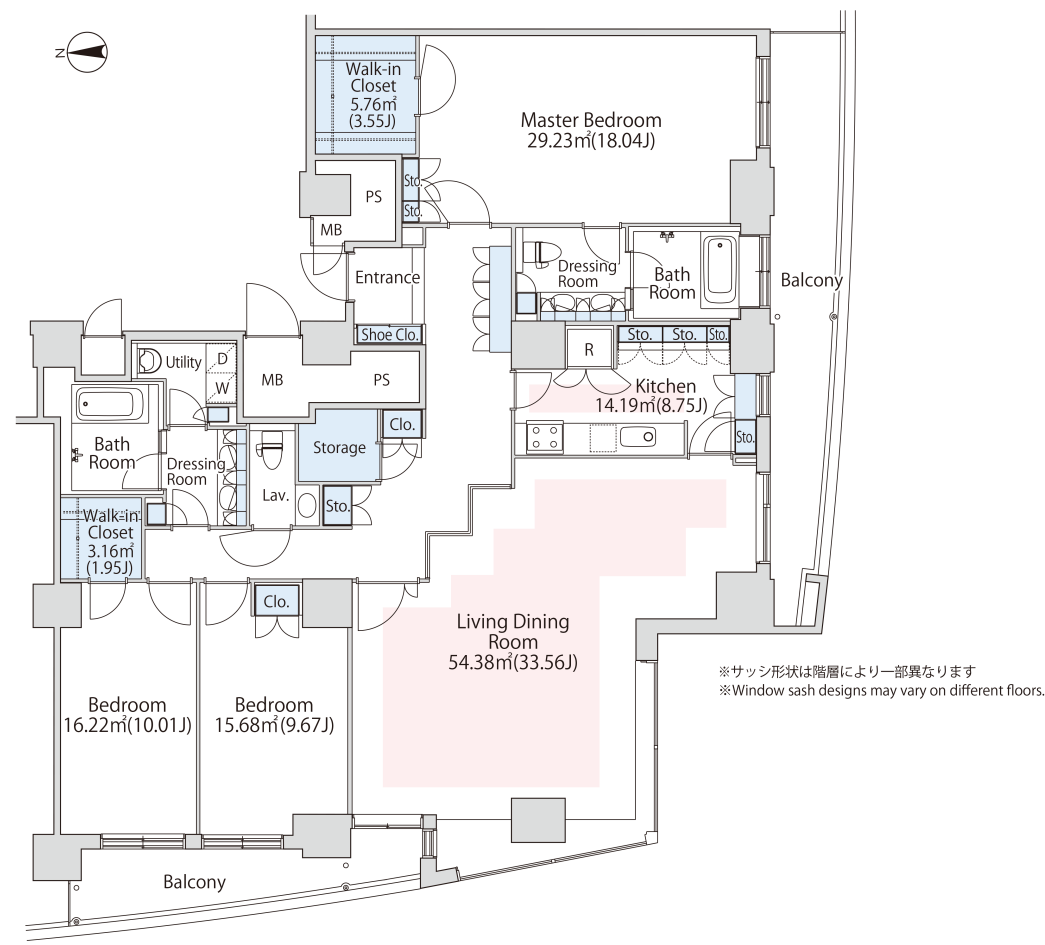 N
Walk-in
Closet
5.76㎡
(3.55J)
Master Bedroom
29.23㎡(18.04J)
Sto.
Sto.
PS
MB
Entrance
Shoe Clo.
Dressing
Room
Bath
Room
Balcony
Sto.
Sto.
Sto.
R
Kitchen
14.19㎡(8.75J)
Sto.
Utility
D
W
MB
PS
Clo.
Storage
Bath
Room
Dressing
Room
Lav.
Sto.
Walk-in
Closet
3.16㎡
(1.95J)
Clo.
Living Dining
Room
54.38㎡(33.56J)
Bedroom
16.22㎡(10.01J)
Bedroom
15.68㎡(9.67J)
※サッシ形状は階層により一部異なります
※Window sash designs may vary on different floors.
Balcony